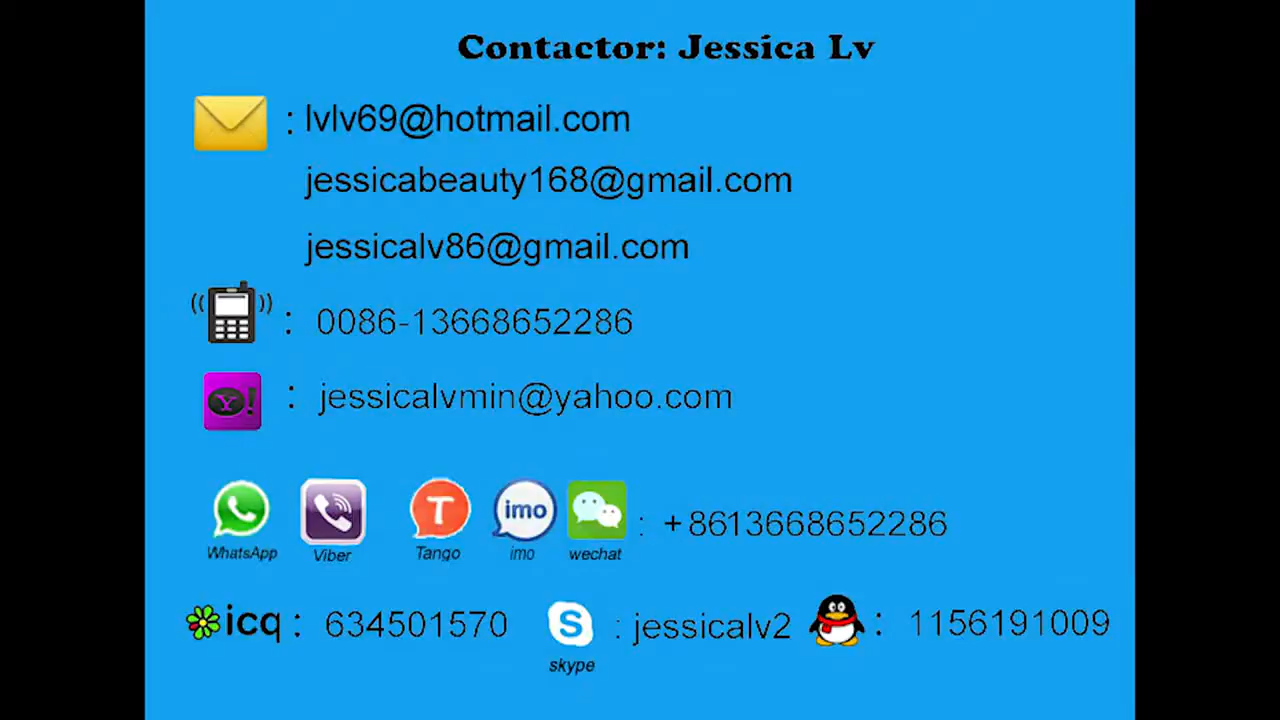 Contactor: Jessica Lv
: lvlv69@hotmail.com
jessicabeauty168@gmail.com
jessicalv86@gmail.com
: 0086-13668652286
Y! : jessicalvmin@yahoo.com
T imo : +8613668652286
WhatsApp Viber Tango imo wechat
icq : 634501570 S : jessicalv2 : 1156191009
skype